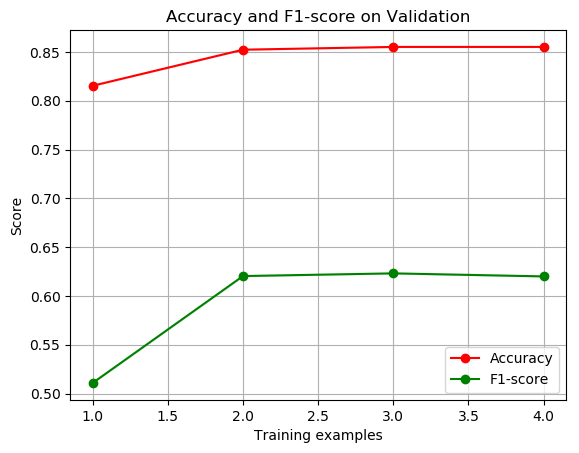 Accuracy and F1-score on Validation
0.85
0.80
0.75
0.70
0.65
0.60
0.55
0.50
Score
Accuracy
F1-score
1.0 1.5 2.0 2.5 3.0 3.5 4.0
Training examples